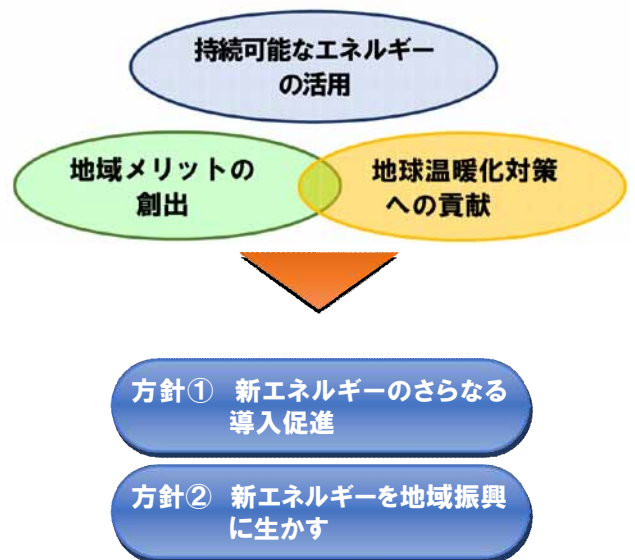 持続可能なエネルギー
の活用
地域メリットの
創出
地球温暖化対策
への貢献
方針① 新エネルギーのさらなる
導入促進
方針② 新エネルギーを地域振興
に生かす